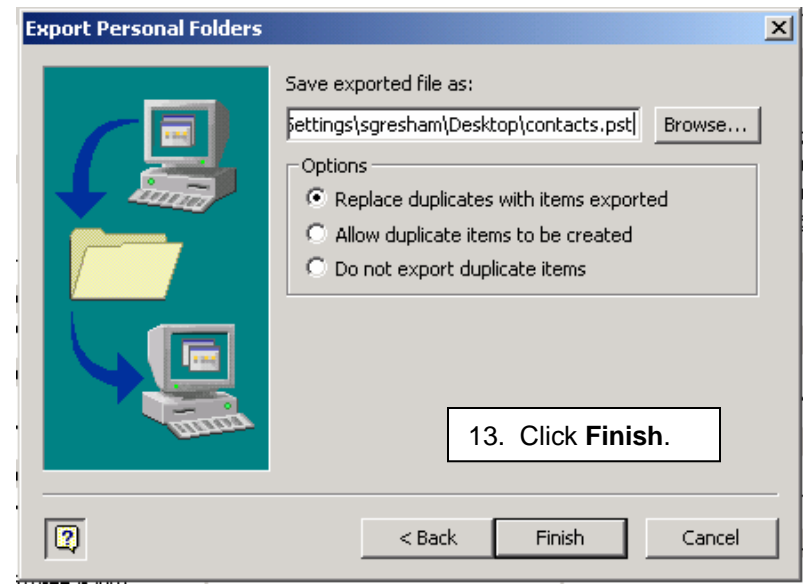 Export Personal Folders
Save exported file as:
Settings\sgresham\Desktop\contacts.pst
Browse...
Options
Replace duplicates with items exported
Allow duplicate items to be created
Do not export duplicate items
13. Click Finish.
< Back
Finish
Cancel